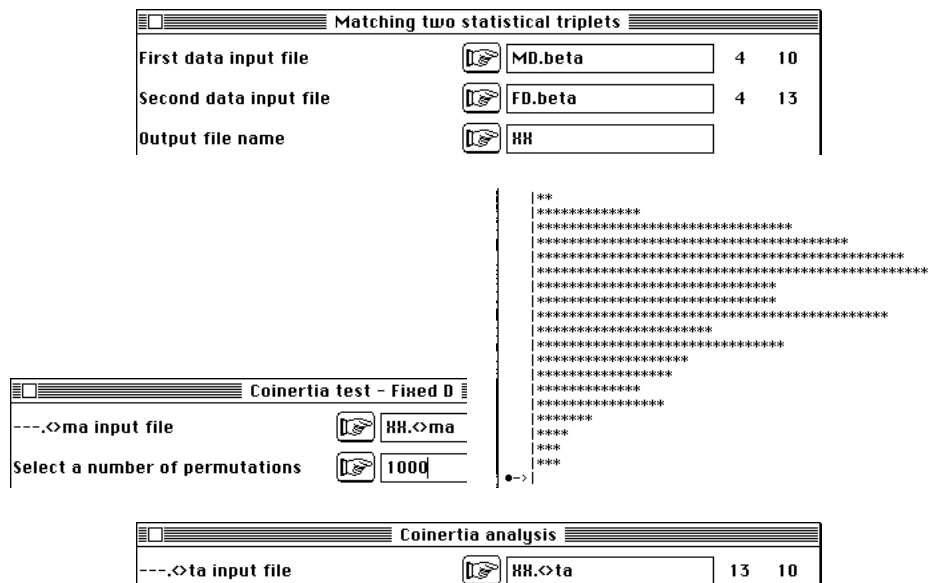 Matching two statistical triplets
First data input file MD.beta 4 10
Second data input file FD.beta 4 13
Output file name XX
|**
|*************
|********************************
|***************************************
|**********************************************
|*************************************************
|******************************
|******************************
|********************************************
|**********************
|*******************************
|*******************
|*****************
|*************
|****************
|*******
|****
|***
|***
●->|
Coinertia test - Fixed D
---.<>ma input file XX.<>ma
Select a number of permutations 1000
Coinertia analysis
---.<>ta input file XX.<>ta 13 10